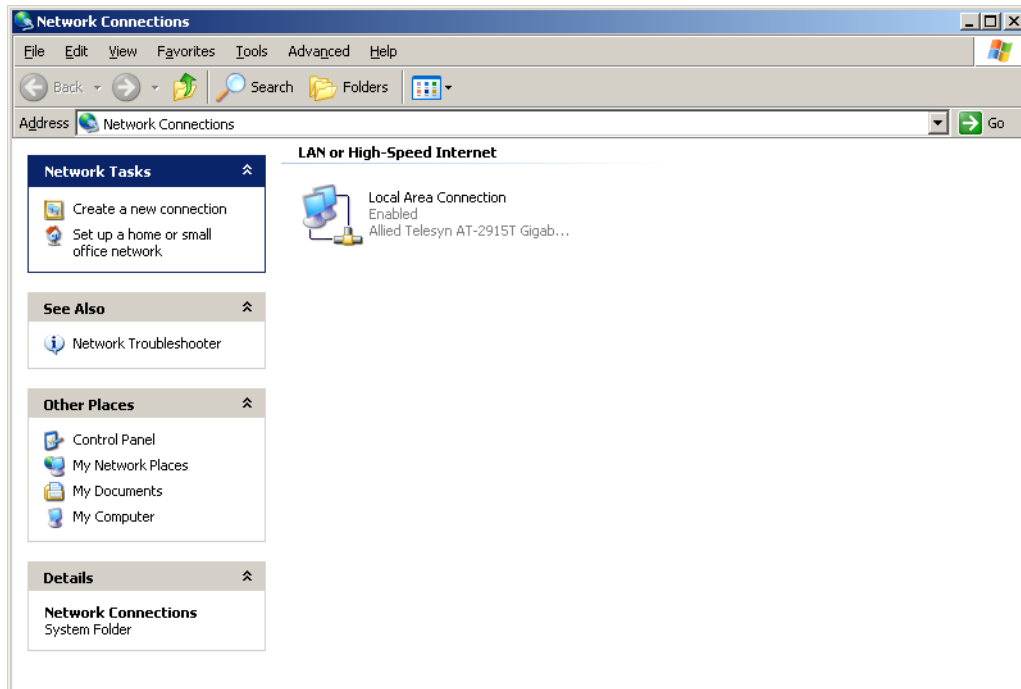 Network Connections
File Edit View Favorites Tools Advanced Help
Back Search Folders
Address Network Connections Go
Network Tasks
Create a new connection
Set up a home or small
office network
See Also
Network Troubleshooter
Other Places
Control Panel
My Network Places
My Documents
My Computer
Details
Network Connections
System Folder
LAN or High-Speed Internet
Local Area Connection
Enabled
Allied Telesyn AT-2915T Gigab...